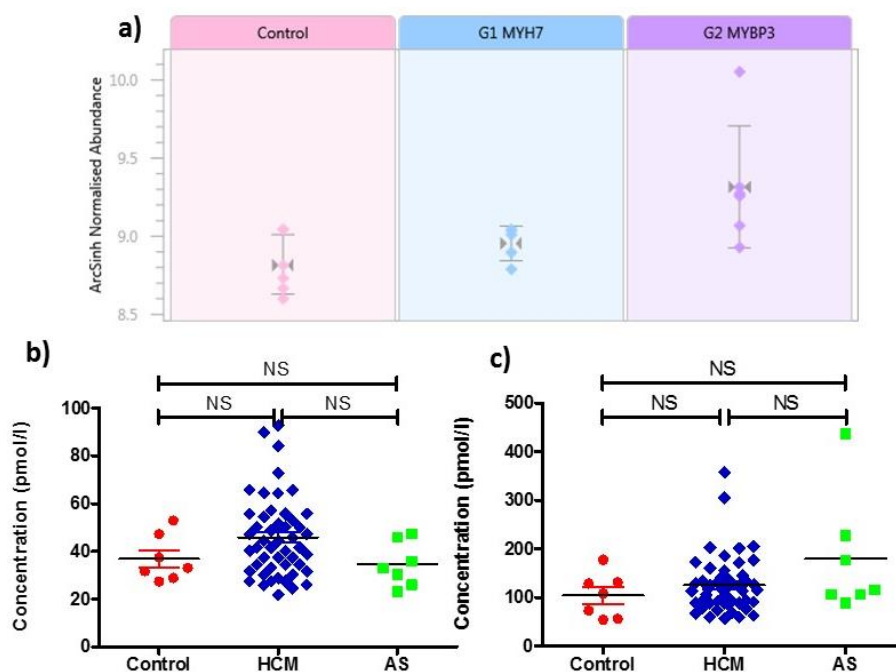 a)
Control G1 MYH7 G2 MYBP3
ArcSinh Normalised Abundance
10.0
9.5
9.0
8.5
b)
NS
NS NS
Concentration (pmol/l)
100
80
60
40
20
0
Control HCM AS
c)
NS
NS NS
Concentration (pmol/l)
500
400
300
200
100
0
Control HCM AS